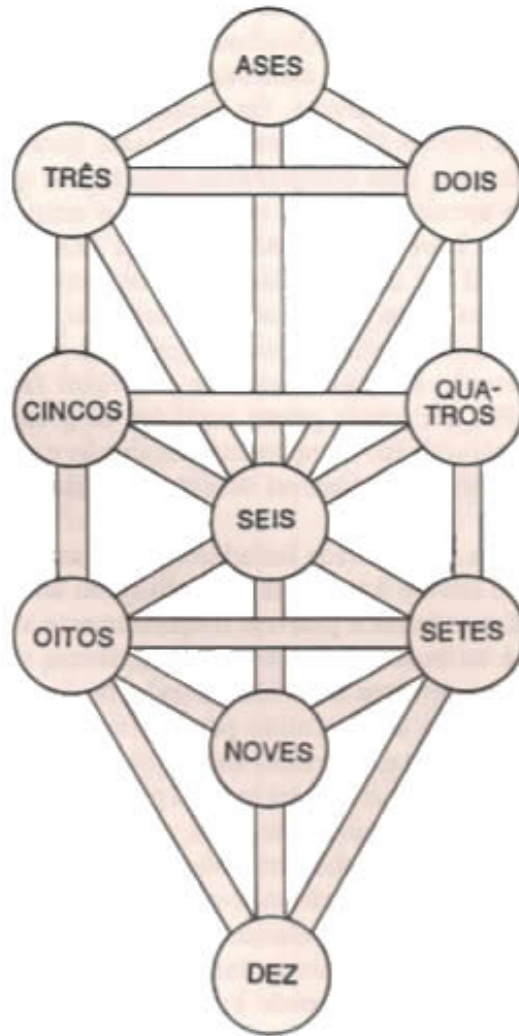 ASES
TRÊS
DOIS
CINCOS
QUA-
TROS
SEIS
OITOS
SETES
NOVES
DEZ